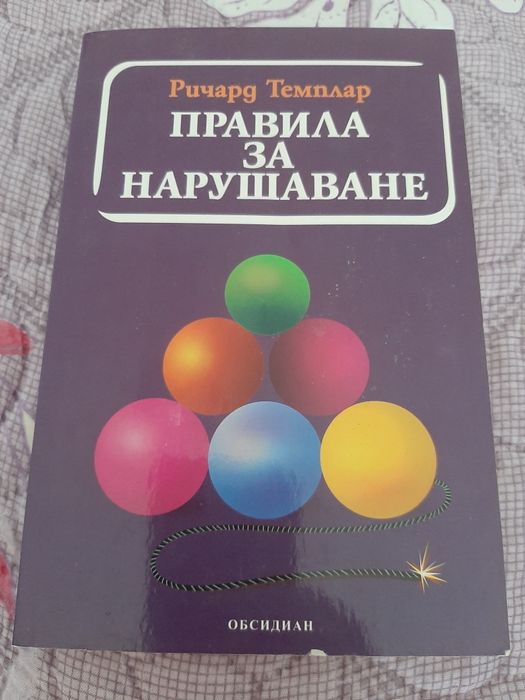 Ричард Темплар
ПРАВИЛА
ЗА
НАРУШАВАНЕ
ОБСИДИАН